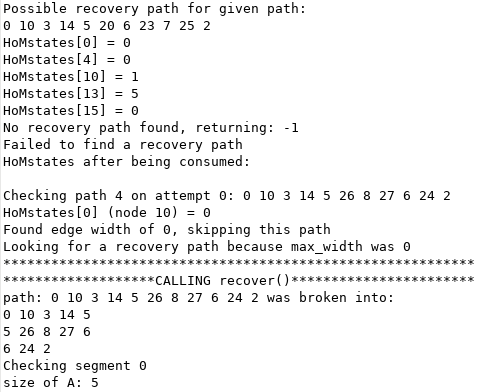 Possible recovery path for given path:
0 10 3 14 5 20 6 23 7 25 2
HoMstates[0] = 0
HoMstates[4] = 0
HoMstates[10] = 1
HoMstates[13] = 5
HoMstates[15] = 0
No recovery path found, returning: -1
Failed to find a recovery path
HoMstates after being consumed:
Checking path 4 on attempt 0: 0 10 3 14 5 26 8 27 6 24 2
HoMstates[0] (node 10) = 0
Found edge width of 0, skipping this path
Looking for a recovery path because max_width was 0
**************************************************************
********************CALLING recover()************************
path: 0 10 3 14 5 26 8 27 6 24 2 was broken into:
0 10 3 14 5
5 26 8 27 6
6 24 2
Checking segment 0
size of A: 5